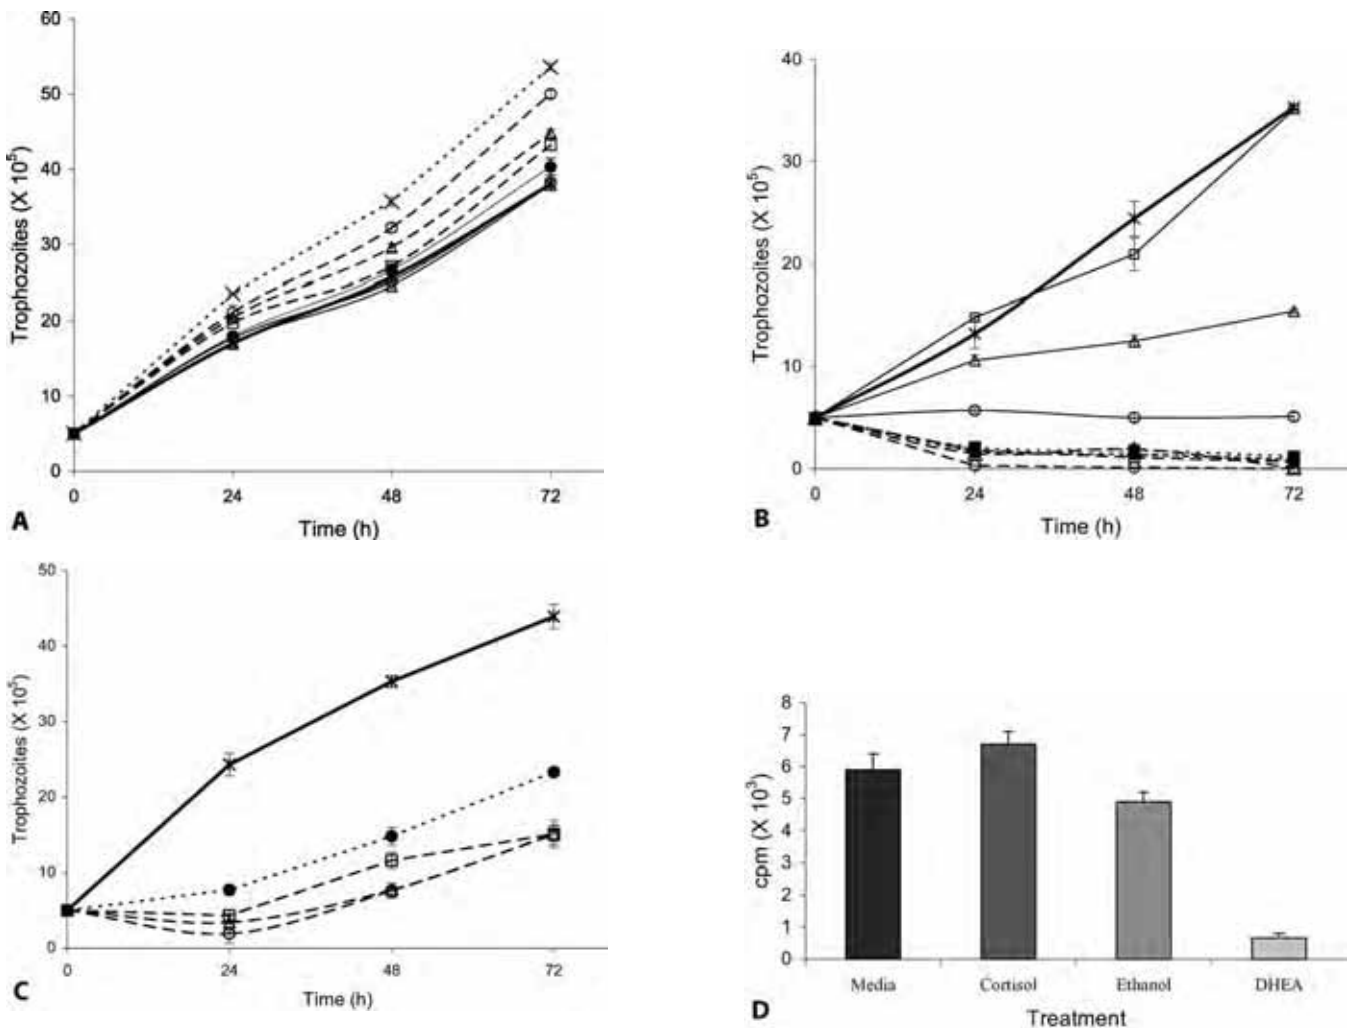 60
50
40
30
20
10
0
Trophozoites (X 10⁵)
0 24 48 72
Time (h)
A
40
30
20
10
0
Trophozoites (X 10⁵)
0 24 48 72
Time (h)
B
50
40
30
20
10
0
Trophozoites (X 10⁵)
0 24 48 72
Time (h)
C
8
7
6
5
4
3
2
1
0
cpm (X 10³)
Media Cortisol Ethanol DHEA
Treatment
D